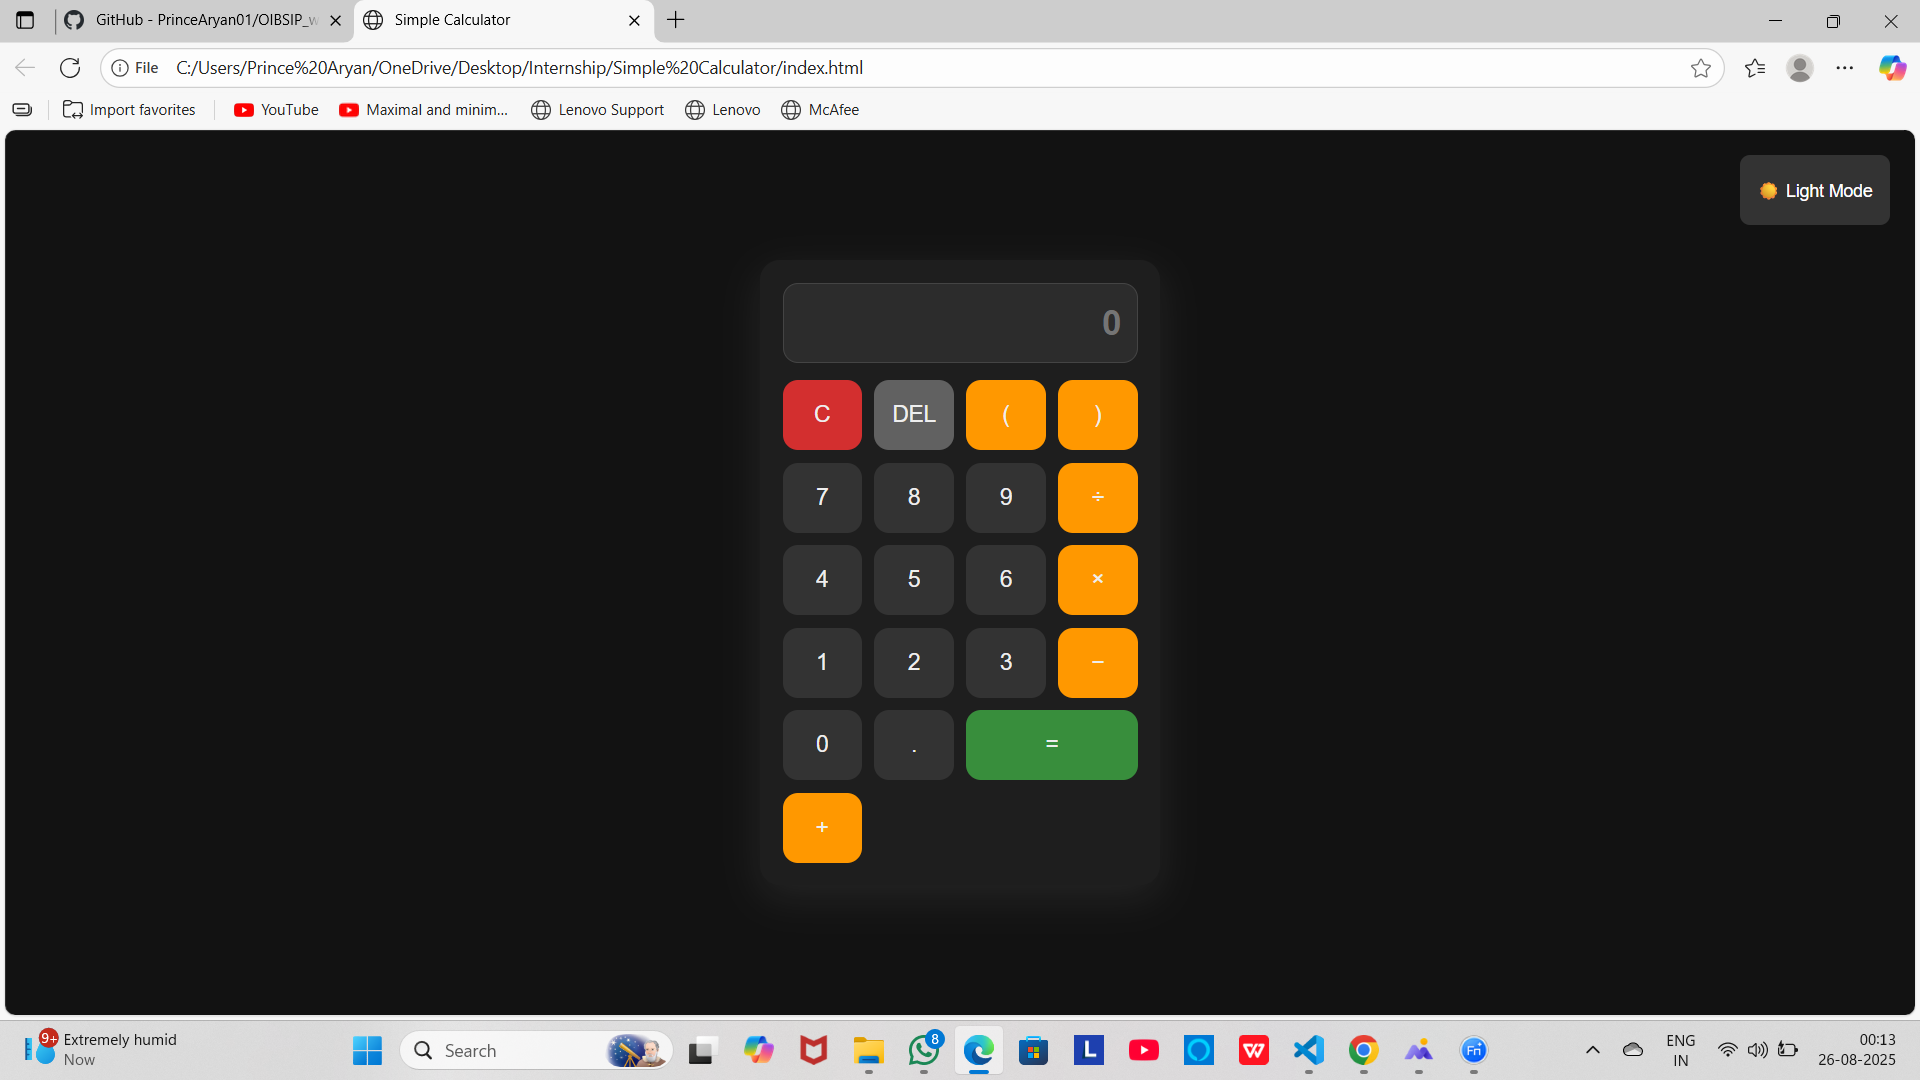 GitHub - PrinceAryan01/OIBSIP_w
Simple Calculator
File C:/Users/Prince%20Aryan/OneDrive/Desktop/Internship/Simple%20Calculator/index.html
Import favorites YouTube Maximal and minim... Lenovo Support Lenovo McAfee
Light Mode
0
C DEL ( )
7 8 9 ÷
4 5 6 ×
1 2 3 −
0 . =
+
9+ Extremely humid
Now
Search
8
L
W
Fn
ENG
IN
00:13
26-08-2025